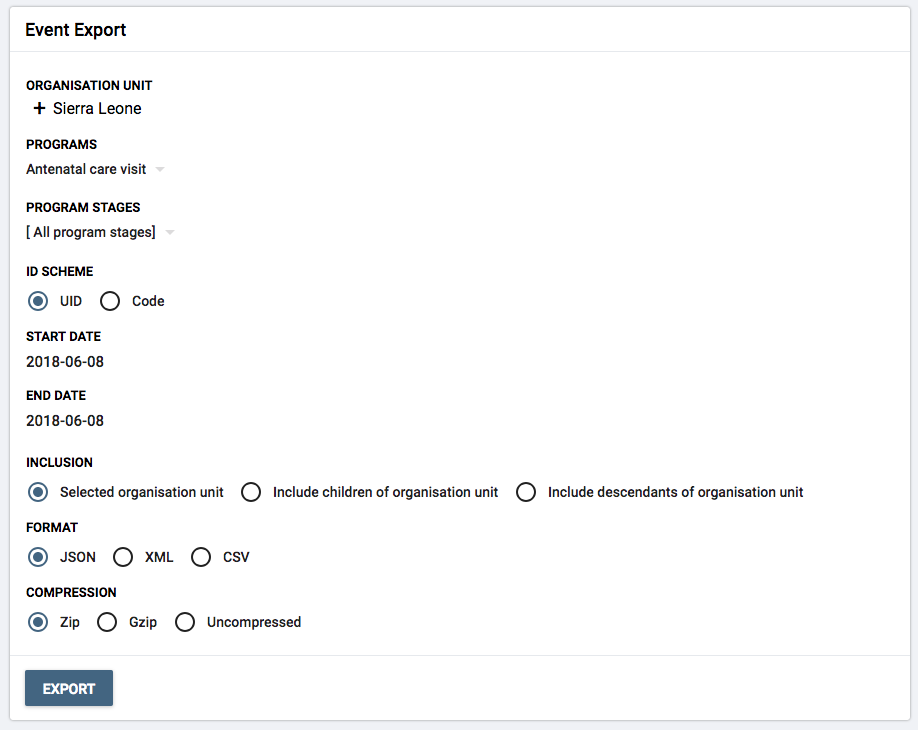 Event Export
ORGANISATION UNIT
+ Sierra Leone
PROGRAMS
Antenatal care visit
PROGRAM STAGES
[ All program stages]
ID SCHEME
UID Code
START DATE
2018-06-08
END DATE
2018-06-08
INCLUSION
Selected organisation unit Include children of organisation unit Include descendants of organisation unit
FORMAT
JSON XML CSV
COMPRESSION
Zip Gzip Uncompressed
EXPORT